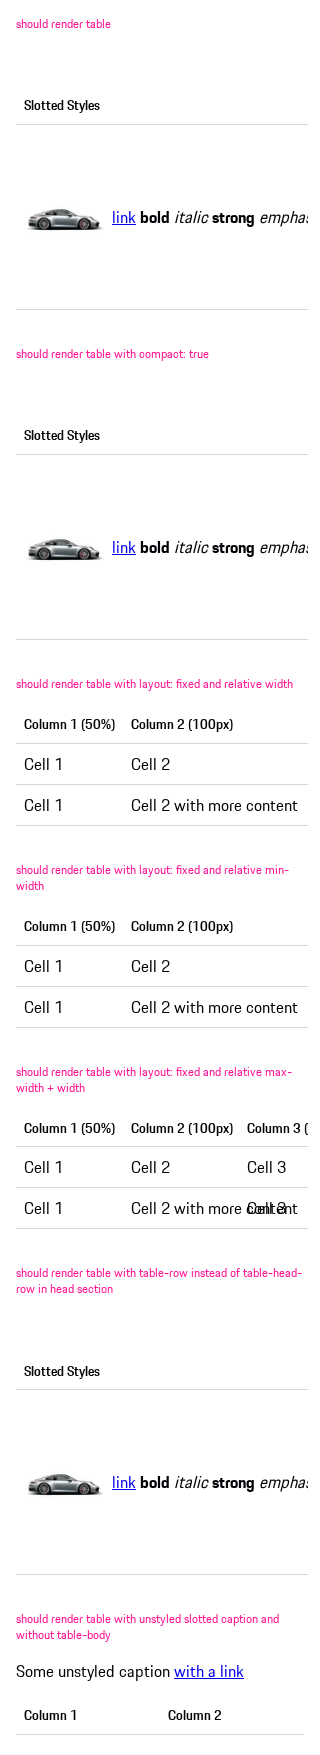 should render table
Slotted Styles
link bold italic strong emphas
should render table with compact: true
Slotted Styles
link bold italic strong emphas
should render table with layout: fixed and relative width
Column 1 (50%) Column 2 (100px)
Cell 1 Cell 2
Cell 1 Cell 2 with more content
should render table with layout: fixed and relative min-
width
Column 1 (50%) Column 2 (100px)
Cell 1 Cell 2
Cell 1 Cell 2 with more content
should render table with layout: fixed and relative max-
width + width
Column 1 (50%) Column 2 (100px) Column 3 (
Cell 1 Cell 2 Cell 3
Cell 1 Cell 2 with more content Cell 3
should render table with table-row instead of table-head-
row in head section
Slotted Styles
link bold italic strong emphas
should render table with unstyled slotted caption and
without table-body
Some unstyled caption with a link
Column 1 Column 2